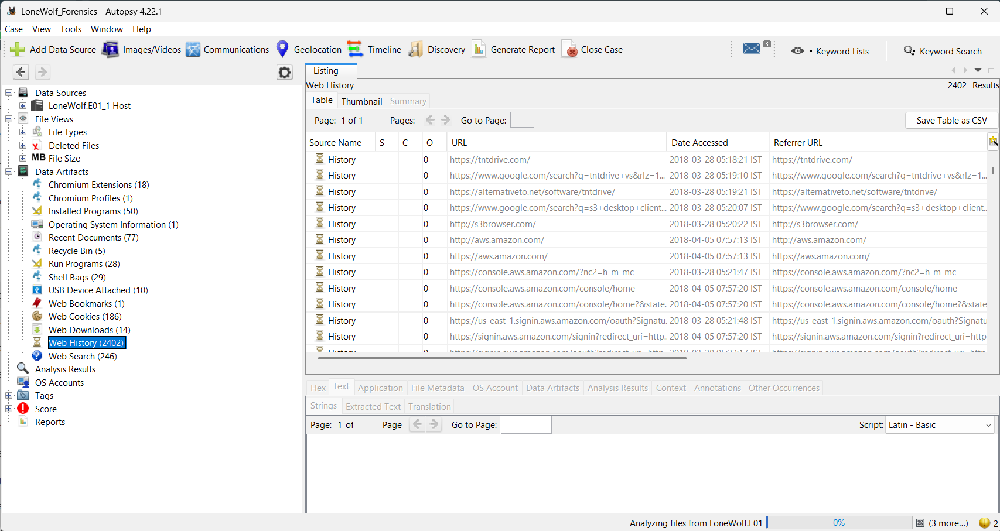 LoneWolf_Forensics - Autopsy 4.22.1
Case View Tools Window Help
Add Data Source Images/Videos Communications Geolocation Timeline Discovery Generate Report Close Case 3 Keyword Lists Keyword Search
Data Sources
LoneWolf.E01_1 Host
File Views
File Types
Deleted Files
MB File Size
Data Artifacts
Chromium Extensions (18)
Chromium Profiles (1)
Installed Programs (50)
Operating System Information (1)
Recent Documents (77)
Recycle Bin (5)
Run Programs (28)
Shell Bags (29)
USB Device Attached (10)
Web Bookmarks (1)
Web Cookies (186)
Web Downloads (14)
Web History (2402)
Web Search (246)
Analysis Results
OS Accounts
Tags
Score
Reports
Listing
Web History 2402 Results
Table Thumbnail Summary
Page: 1 of 1 Pages: Go to Page: Save Table as CSV
Source Name S C O URL Date Accessed Referrer URL
History 0 https://tntdrive.com/ 2018-03-28 05:18:21 IST https://tntdrive.com/
History 0 https://www.google.com/search?q=tntdrive+vs&rlz=1... 2018-03-28 05:19:10 IST https://www.google.com/search?q=tntdrive+vs&rlz=1...
History 0 https://alternativeto.net/software/tntdrive/ 2018-03-28 05:19:21 IST https://alternativeto.net/software/tntdrive/
History 0 https://www.google.com/search?q=s3+desktop+client... 2018-03-28 05:20:07 IST https://www.google.com/search?q=s3+desktop+client...
History 0 http://s3browser.com/ 2018-03-28 05:20:22 IST http://s3browser.com/
History 0 http://aws.amazon.com/ 2018-04-05 07:57:13 IST http://aws.amazon.com/
History 0 https://aws.amazon.com/ 2018-04-05 07:57:13 IST https://aws.amazon.com/
History 0 https://console.aws.amazon.com/?nc2=h_m_mc 2018-03-28 05:21:47 IST https://console.aws.amazon.com/?nc2=h_m_mc
History 0 https://console.aws.amazon.com/console/home 2018-04-05 07:57:20 IST https://console.aws.amazon.com/console/home
History 0 https://console.aws.amazon.com/console/home?&state. 2018-04-05 07:57:20 IST https://console.aws.amazon.com/console/home?&state
History 0 https://us-east-1.signin.aws.amazon.com/oauth?Signatu. 2018-03-28 05:21:48 IST https://us-east-1.signin.aws.amazon.com/oauth?Signatu
History 0 https://signin.aws.amazon.com/signin?redirect_uri=http. 2018-04-05 07:57:20 IST https://signin.aws.amazon.com/signin?redirect_uri=http
Hex Text Application File Metadata OS Account Data Artifacts Analysis Results Context Annotations Other Occurrences
Strings Extracted Text Translation
Page: 1 of Page Go to Page: Script: Latin - Basic
Analyzing files from LoneWolf.E01 0% (3 more...) 2